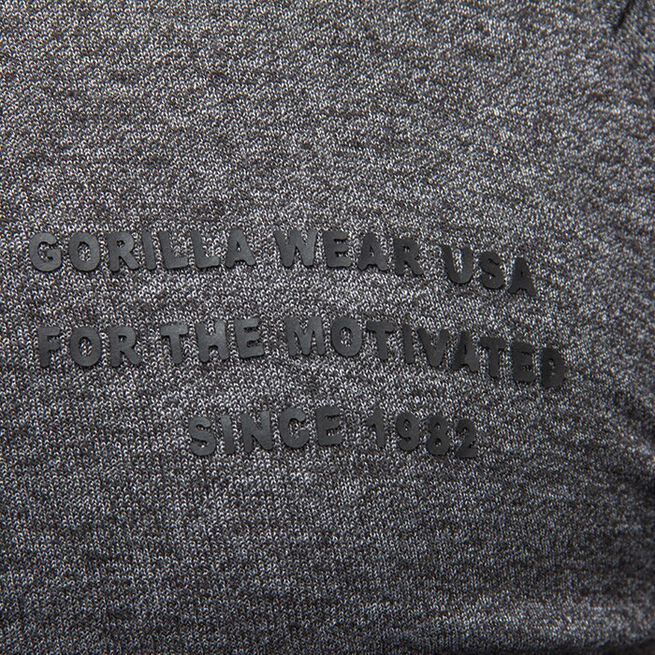 GORILLA WEAR USA
FOR THE MOTIVATED
SINCE 1982